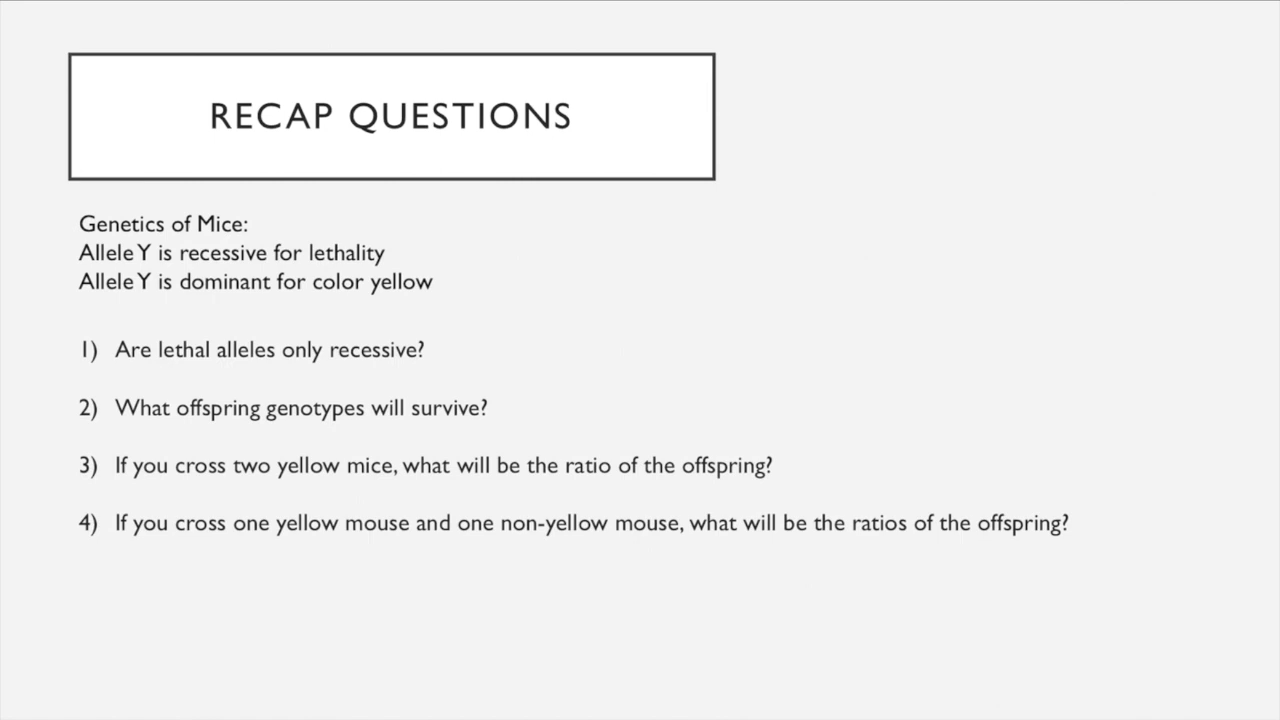 RECAP QUESTIONS
Genetics of Mice:
Allele Y is recessive for lethality
Allele Y is dominant for color yellow
1) Are lethal alleles only recessive?
2) What offspring genotypes will survive?
3) If you cross two yellow mice, what will be the ratio of the offspring?
4) If you cross one yellow mouse and one non-yellow mouse, what will be the ratios of the offspring?